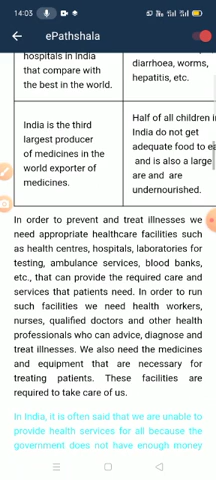 14:03
ePathshala
hospitals in India
that compare with
the best in the world.
diarrhoea, worms,
hepatitis, etc.
India is the third
largest producer
of medicines in the
world exporter of
medicines.
Half of all children i
India do not get
adequate food to ea
and is also a large
are and are
undernourished.
In order to prevent and treat illnesses we
need appropriate healthcare facilities such
as health centres, hospitals, laboratories for
testing, ambulance services, blood banks,
etc., that can provide the required care and
services that patients need. In order to run
such facilities we need health workers,
nurses, qualified doctors and other health
professionals who can advice, diagnose and
treat illnesses. We also need the medicines
and equipment that are necessary for
treating patients. These facilities are
required to take care of us.
In India, it is often said that we are unable to
provide health services for all because the
government does not have enough money